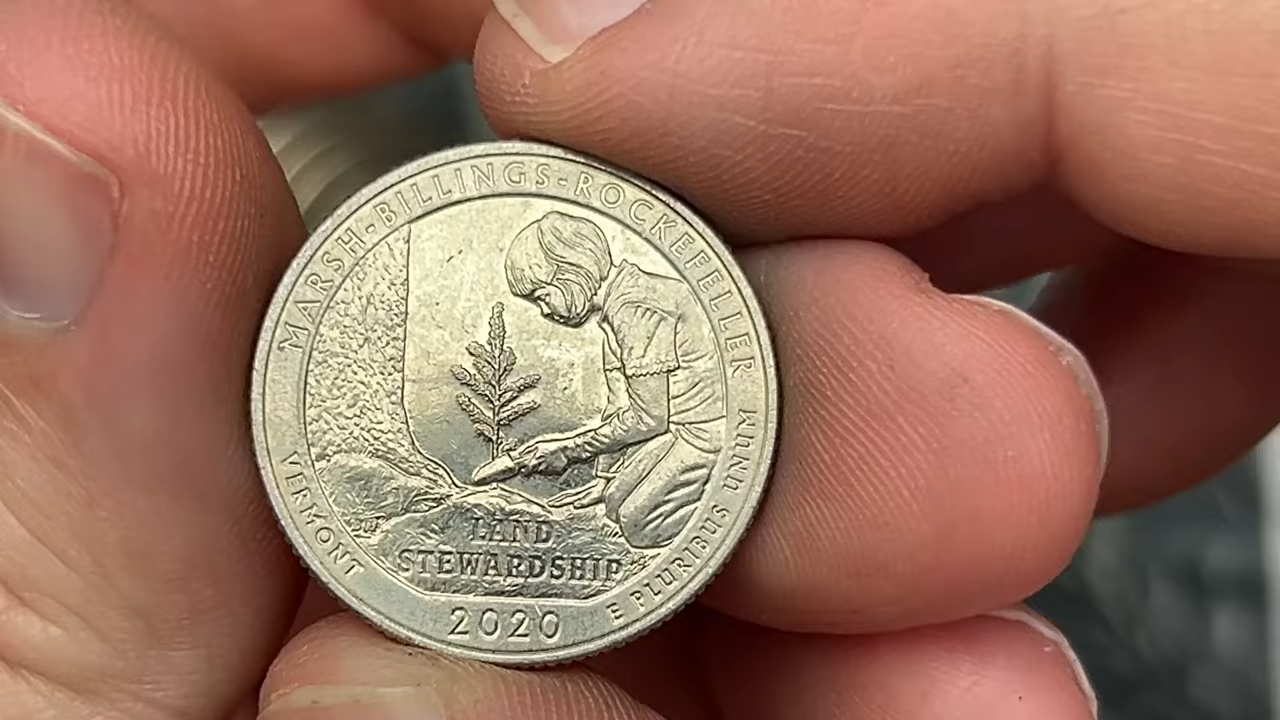 MARSH-BILLINGS-ROCKEFELLER
VERMONT
LAND
STEWARDSHIP
2020
E PLURIBUS UNUM